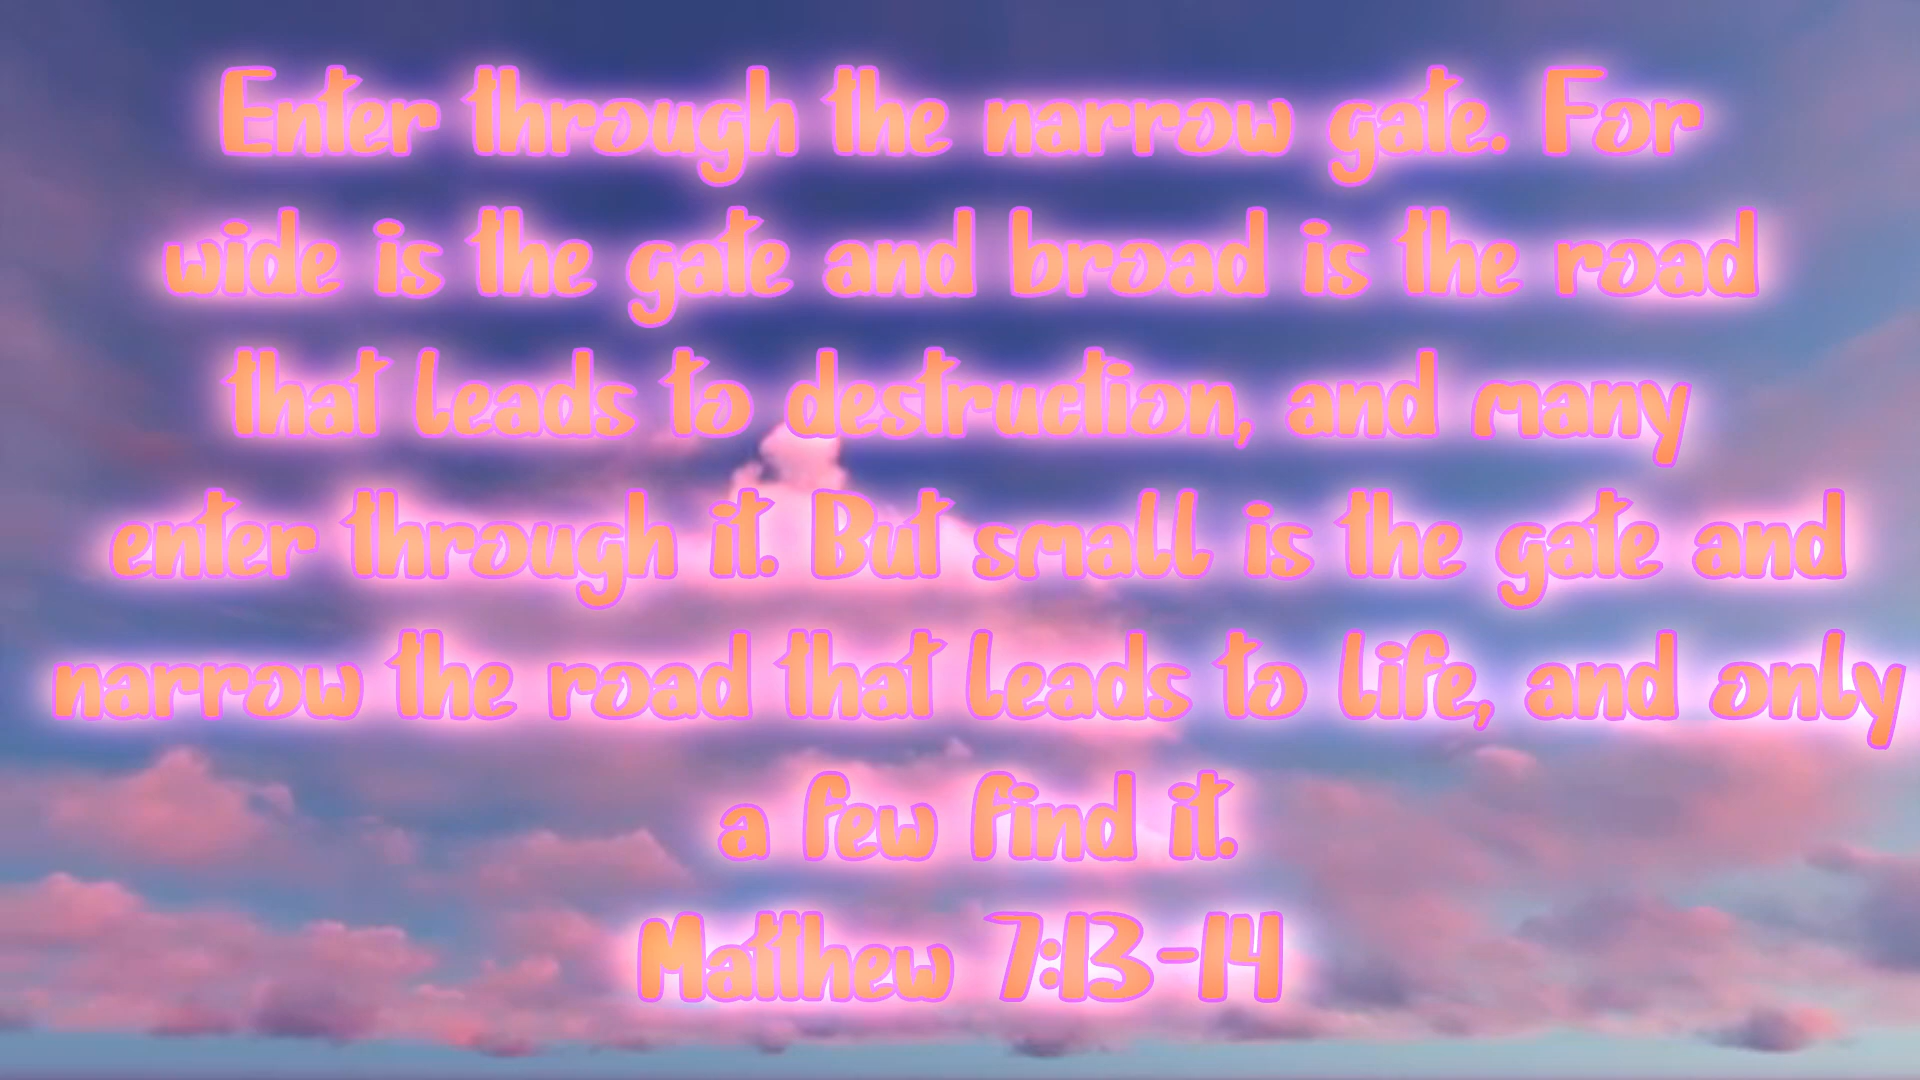 Enter through the narrow gate. For
wide is the gate and broad is the road
that leads to destruction, and many
enter through it. But small is the gate and
narrow the road that leads to life, and only
a few find it.
Matthew 7:13-14